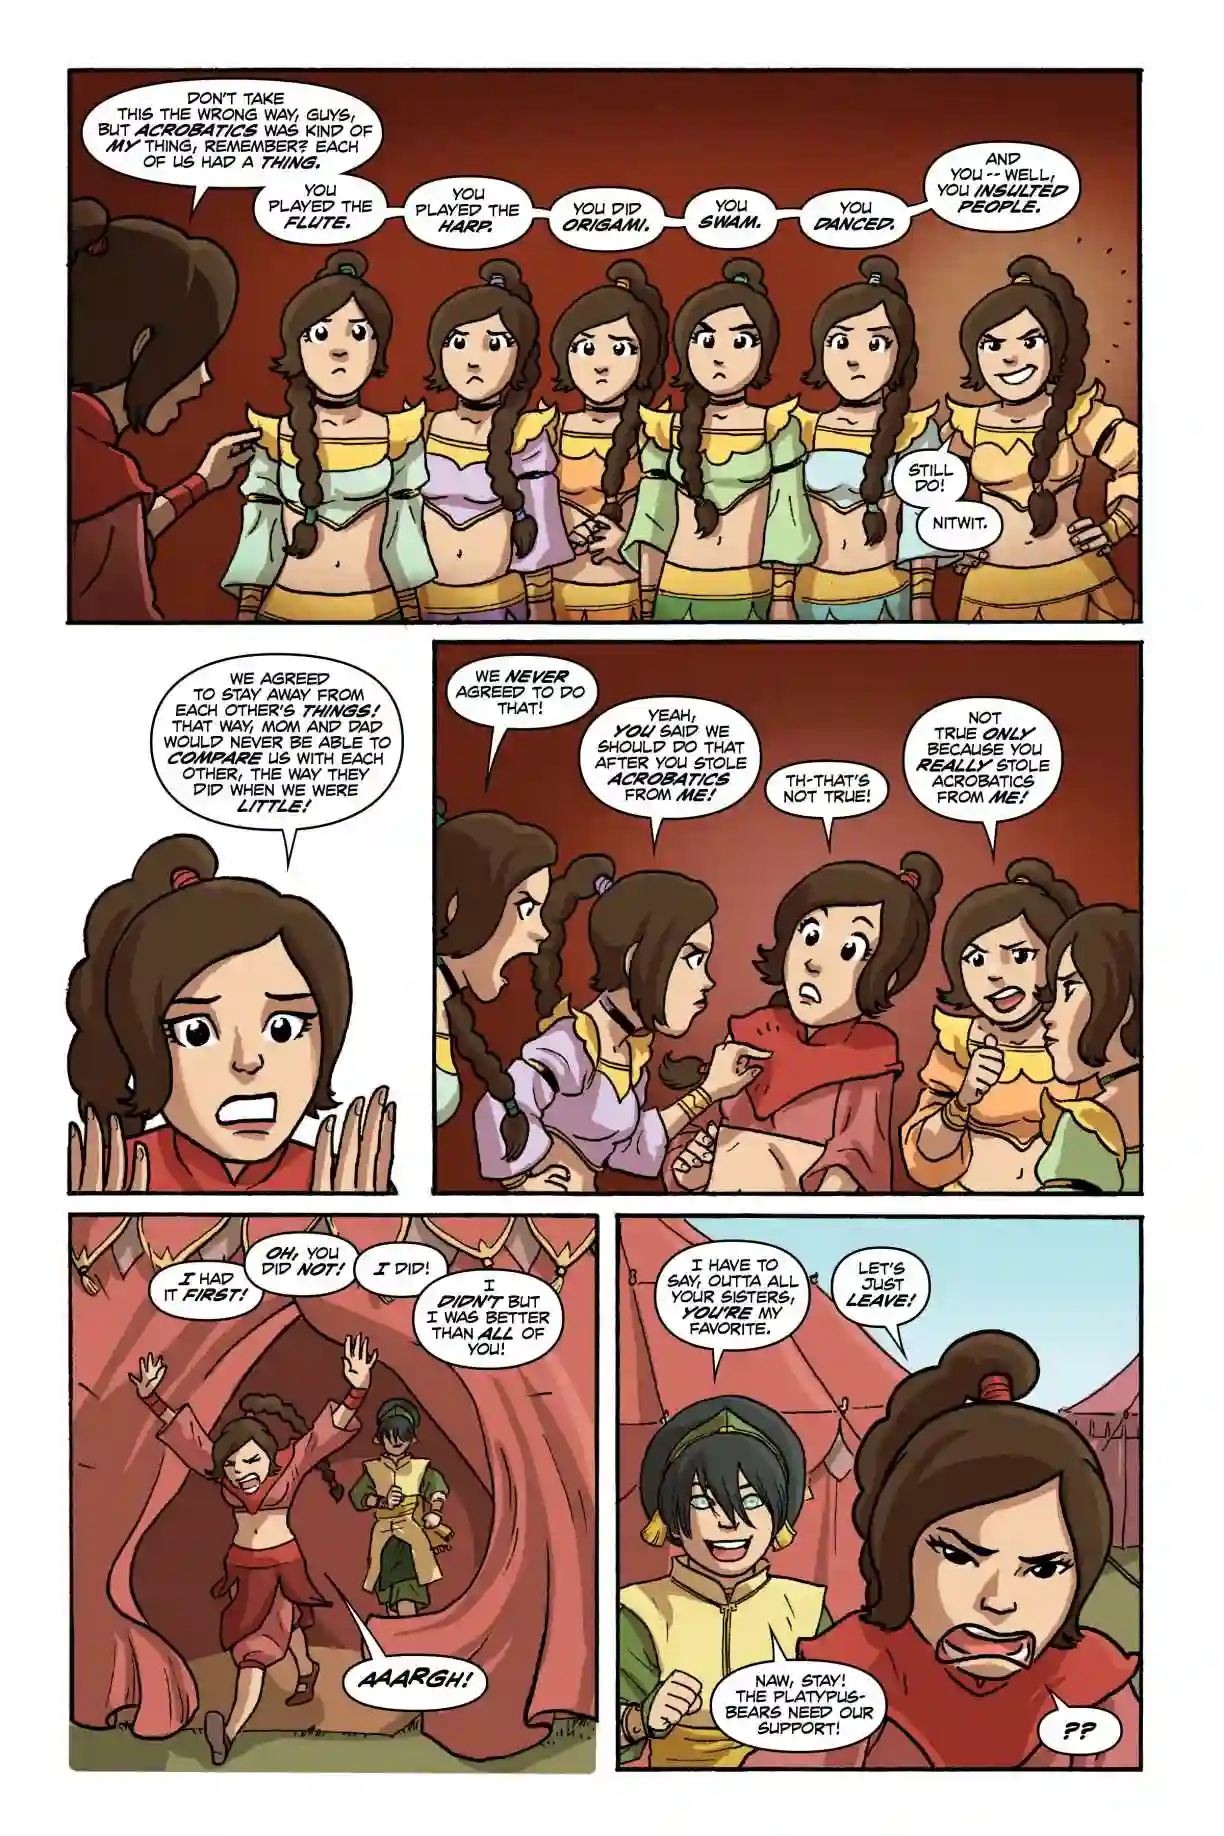 DON'T TAKE
THIS THE WRONG WAY, GUYS,
BUT ACROBATICS WAS KIND OF
MY THING, REMEMBER? EACH
OF US HAD A THING.
YOU
PLAYED THE
FLUTE.
YOU
PLAYED THE
HARP.
YOU DID
ORIGAMI.
YOU
SWAM.
YOU
DANCED.
AND
YOU -- WELL,
YOU INSULTED
PEOPLE.
STILL
DO!
NITWIT.
WE AGREED
TO STAY AWAY FROM
EACH OTHER'S THINGS!
THAT WAY, MOM AND DAD
WOULD NEVER BE ABLE TO
COMPARE US WITH EACH
OTHER, THE WAY THEY
DID WHEN WE WERE
LITTLE!
WE NEVER
AGREED TO DO
THAT!
YEAH,
YOU SAID WE
SHOULD DO THAT
AFTER YOU STOLE
ACROBATICS
FROM ME!
TH-THAT'S
NOT TRUE!
NOT
TRUE ONLY
BECAUSE YOU
REALLY STOLE
ACROBATICS
FROM ME!
I HAD
IT FIRST!
OH, YOU
DID NOT!
I DID!
I
DIDN'T BUT
I WAS BETTER
THAN ALL OF
YOU!
AAARGH!
I HAVE TO
SAY, OUTTA ALL
YOUR SISTERS,
YOU'RE MY
FAVORITE.
LET'S
JUST
LEAVE!
NAW, STAY!
THE PLATYPUS-
BEARS NEED OUR
SUPPORT!
??